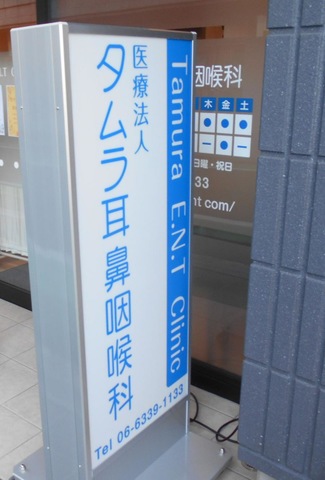 医療法人
タムラ耳鼻咽喉科
Tamura E.N.T Clinic
Tel 06-6339-1133
咽喉科
木 金 土
曜・祝日
33
nt.com/